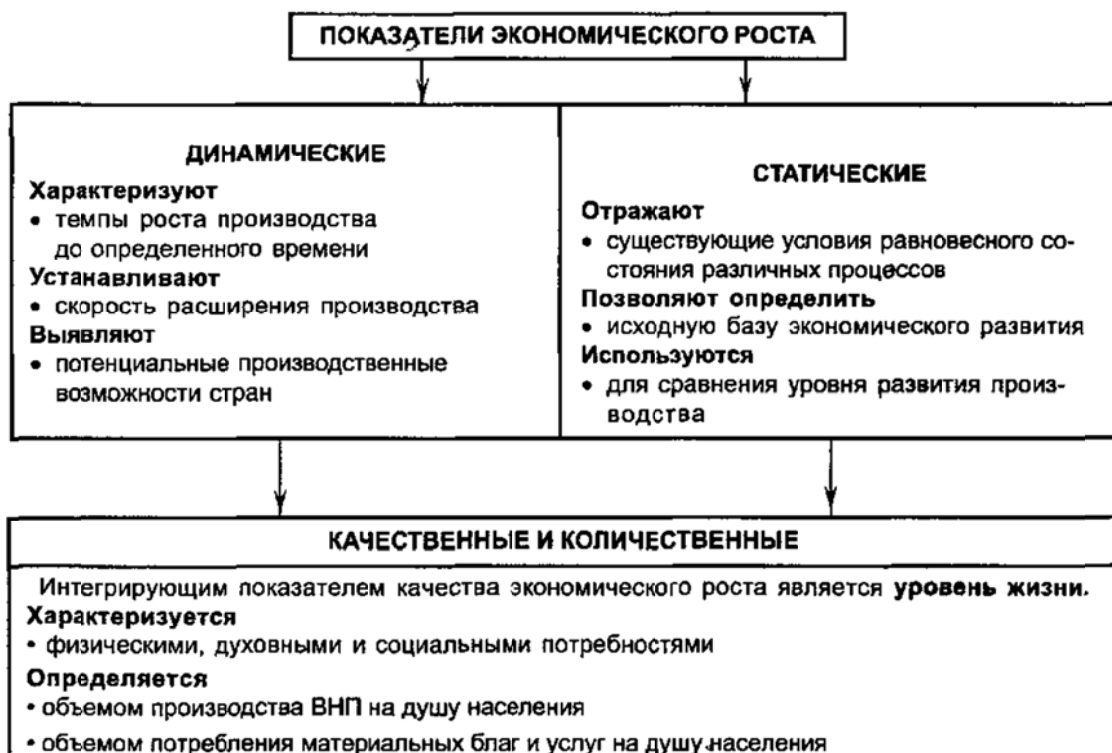 ПОКАЗАТЕЛИ ЭКОНОМИЧЕСКОГО РОСТА
ДИНАМИЧЕСКИЕ
Характеризуют
• темпы роста производства
до определенного времени
Устанавливают
• скорость расширения производства
Выявляют
• потенциальные производственные
возможности стран
СТАТИЧЕСКИЕ
Отражают
• существующие условия равновесного со-
стояния различных процессов
Позволяют определить
• исходную базу экономического развития
Используются
• для сравнения уровня развития произ-
водства
КАЧЕСТВЕННЫЕ И КОЛИЧЕСТВЕННЫЕ
Интегрирующим показателем качества экономического роста является уровень жизни.
Характеризуется
• физическими, духовными и социальными потребностями
Определяется
• объемом производства ВНП на душу населения
• объемом потребления материальных благ и услуг на душу населения